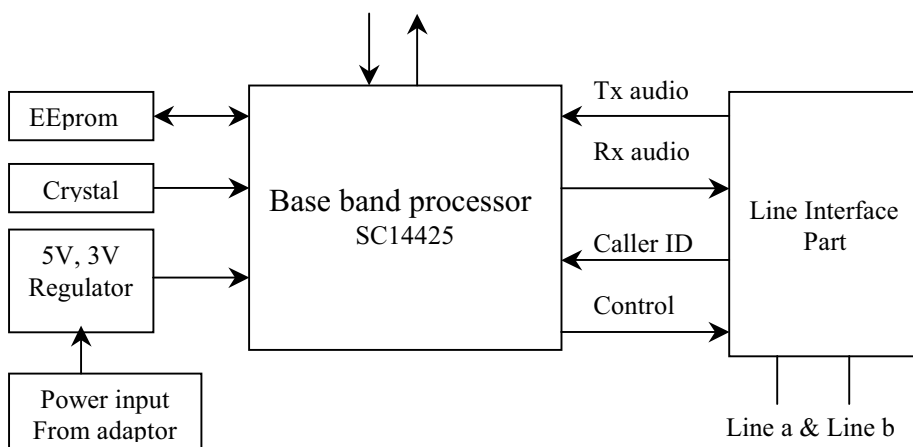 EEprom
Crystal
5V, 3V
Regulator
Power input
From adaptor
Base band processor
SC14425
Tx audio
Rx audio
Caller ID
Control
Line Interface
Part
Line a & Line b